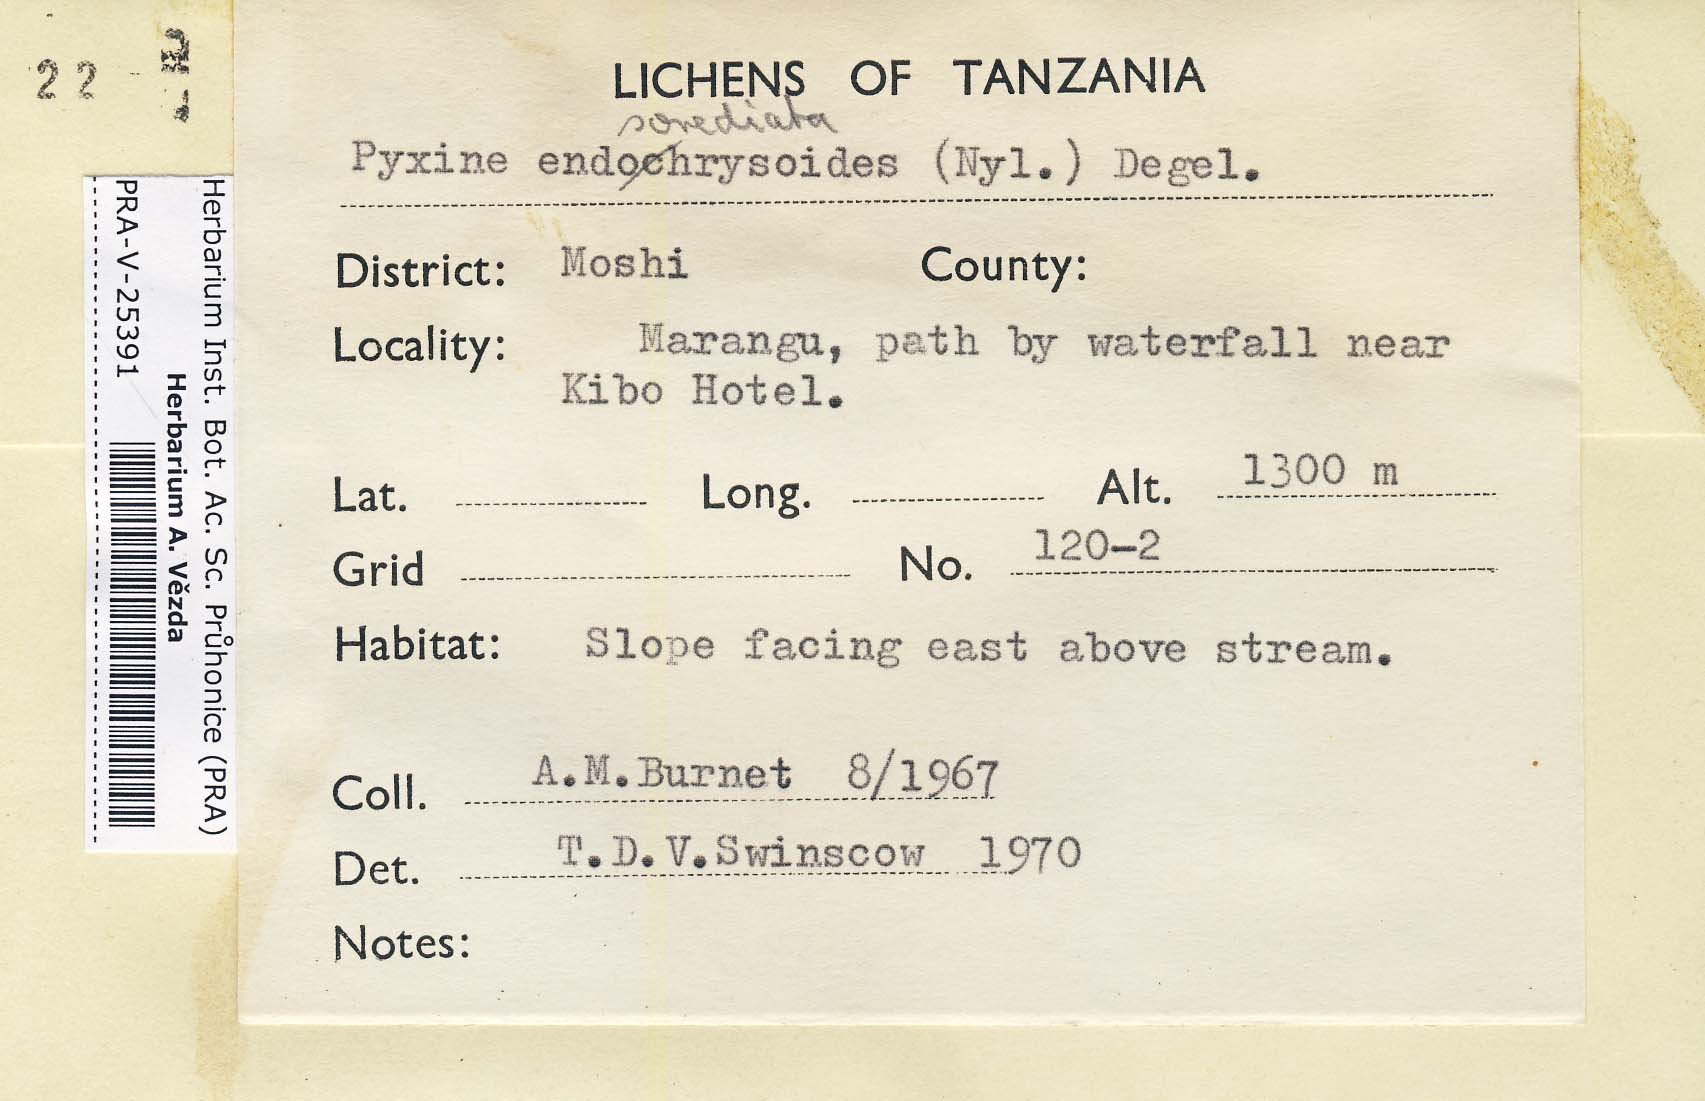 22
LICHENS OF TANZANIA
sorediata
Pyxine endochrysoides (Nyl.) Degel.
District: Moshi County:
Locality: Marangu, path by waterfall near
Kibo Hotel.
Lat. Long. Alt. 1300 m
Grid No. 120-2
Habitat: Slope facing east above stream.
Coll. A.M.Burnet 8/1967
Det. T.D.V.Swinscow 1970
Notes:
Herbarium Inst. Bot. Ac. Sc. Průhonice (PRA)
Herbarium A. Vězda
PRA-V-25391